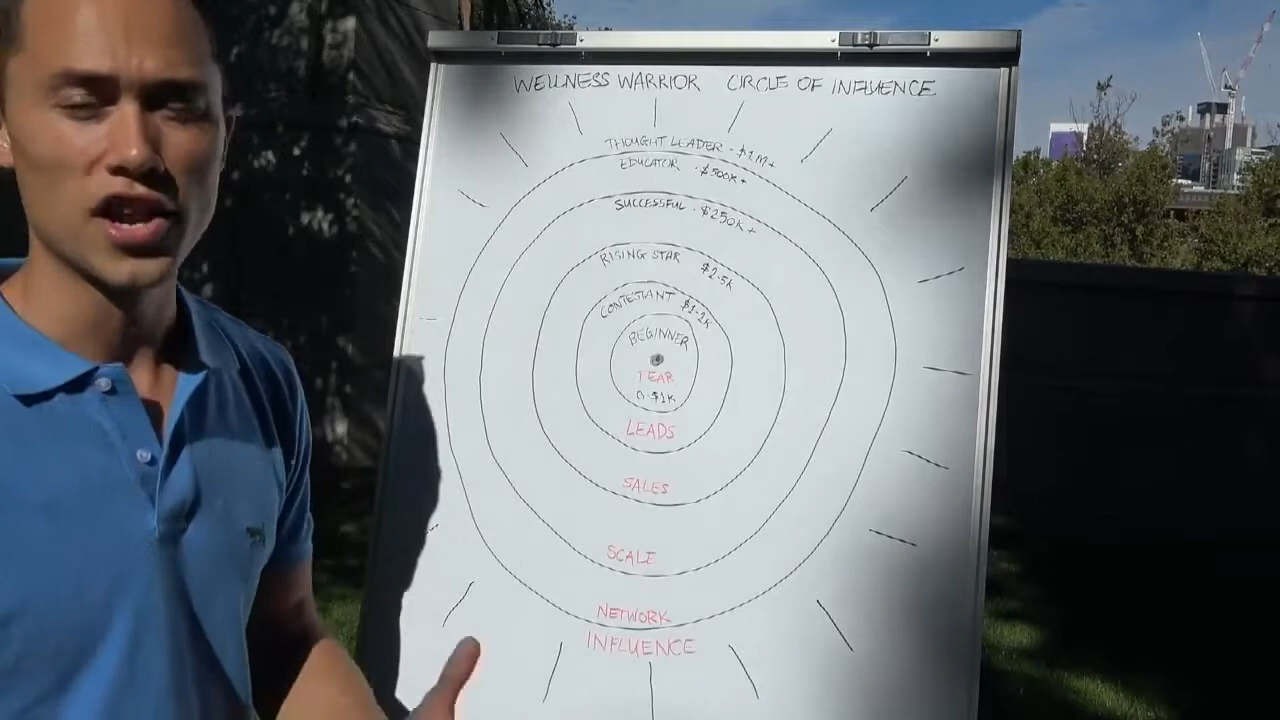 WELLNESS WARRIOR CIRCLE OF INFLUENCE
THOUGHT LEADER - $1M+
EDUCATOR - $500K+
SUCCESSFUL - $250K+
RISING STAR $2-5K
CONTESTANT $1-2K
BEGINNER
FEAR
0-$1K
LEADS
SALES
SCALE
NETWORK
INFLUENCE